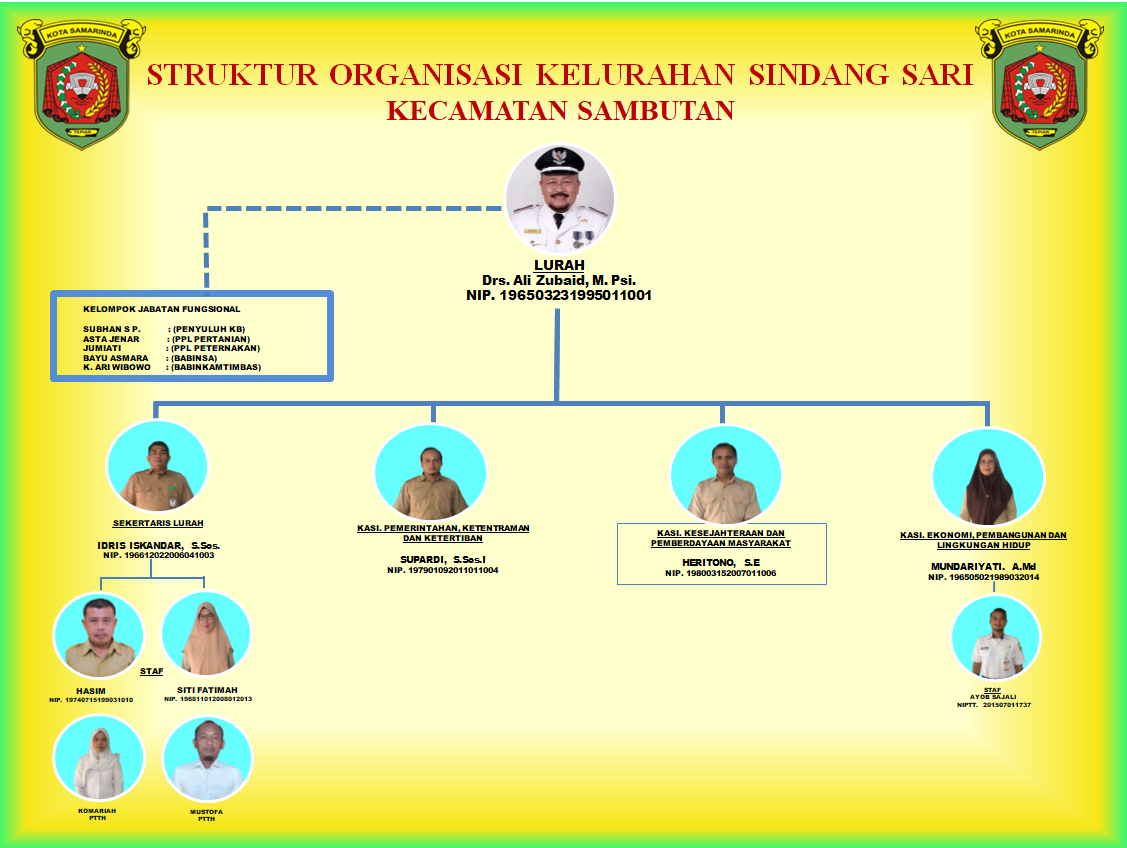 KOTA SAMARINDA
TEPIAN
KOTA SAMARINDA
TEPIAN
STRUKTUR ORGANISASI KELURAHAN SINDANG SARI
KECAMATAN SAMBUTAN
LURAH
Drs. Ali Zubaid, M. Psi.
NIP. 196503231995011001
KELOMPOK JABATAN FUNGSIONAL
SUBHAN S P. : (PENYULUH KB)
ASTA JENAR : (PPL PERTANIAN)
JUMIATI : (PPL PETERNAKAN)
BAYU ASMARA : (BABINSA)
K. ARI WIBOWO : (BABINKAMTIMBAS)
SEKERTARIS LURAH
IDRIS ISKANDAR, S.Sos.
NIP. 196612022006041003
KASI. PEMERINTAHAN, KETENTRAMAN
DAN KETERTIBAN
SUPARDI, S.Sos.I
NIP. 197901092011011004
KASI. KESEJAHTERAAN DAN
PEMBERDAYAAN MASYARAKAT
HERITONO, S.E
NIP. 198003152007011006
KASI. EKONOMI, PEMBANGUNAN DAN
LINGKUNGAN HIDUP
MUNDARIYATI. A.Md
NIP. 196505021989032014
STAF
HASIM
NIP. 19740715199031010
SITI FATIMAH
NIP. 196811012008012013
STAF
AYOB SAJALI
NIPTT. 201507011737
KOMARIAH
PTTH
MUSTOFA
PTTH